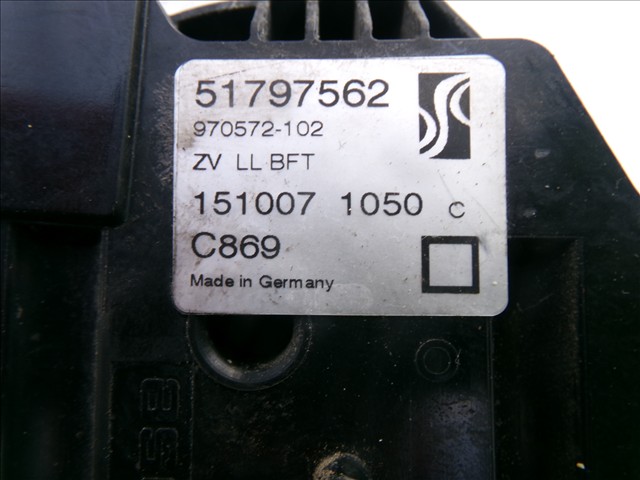 51797562
970572-102
ZV LL BFT
151007 1050 C
C869
Made in Germany